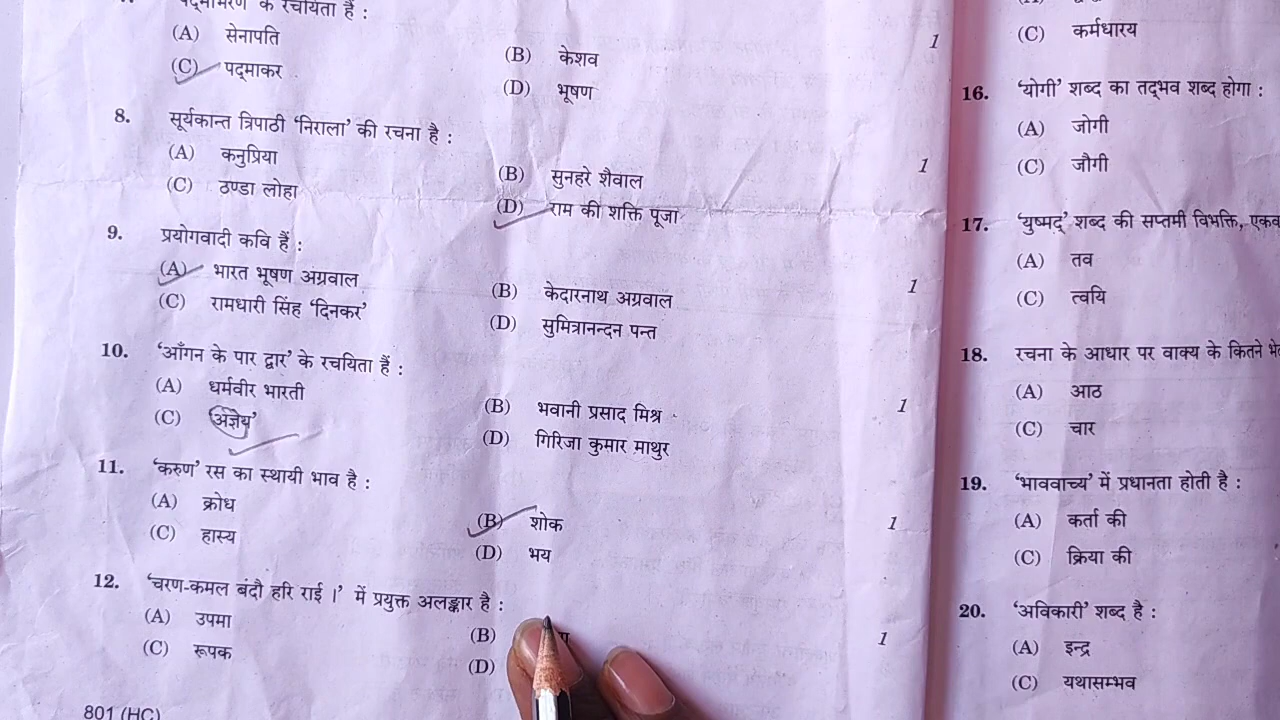 पद्माभरण के रचयिता हैं :
(A) सेनापति
(B) केशव
1
(C) पद्माकर
(D) भूषण
8. सूर्यकान्त त्रिपाठी 'निराला' की रचना है :
(A) कनुप्रिया
(B) सुनहरे शैवाल
1
(C) ठण्डा लोहा
(D) राम की शक्ति पूजा
9. प्रयोगवादी कवि हैं :
(A) भारत भूषण अग्रवाल
(B) केदारनाथ अग्रवाल
1
(C) रामधारी सिंह 'दिनकर'
(D) सुमित्रानन्दन पन्त
10. 'आँगन के पार द्वार' के रचयिता हैं :
(A) धर्मवीर भारती
(B) भवानी प्रसाद मिश्र
1
(C) 'अज्ञेय'
(D) गिरिजा कुमार माथुर
11. 'करुण' रस का स्थायी भाव है :
(A) क्रोध
(B) शोक
1
(C) हास्य
(D) भय
12. 'चरण-कमल बंदौ हरि राई ।' में प्रयुक्त अलङ्कार है :
(A) उपमा
(B)
1
(C) रूपक
(D)
801 (HC)
(C) कर्मधारय
16. 'योगी' शब्द का तद्भव शब्द होगा :
(A) जोगी
(C) जौगी
17. 'युष्मद्' शब्द की सप्तमी विभक्ति, एकव
(A) तव
(C) त्वयि
18. रचना के आधार पर वाक्य के कितने भे
(A) आठ
(C) चार
19. 'भाववाच्य' में प्रधानता होती है :
(A) कर्ता की
(C) क्रिया की
20. 'अविकारी' शब्द है :
(A) इन्द्र
(C) यथासम्भव